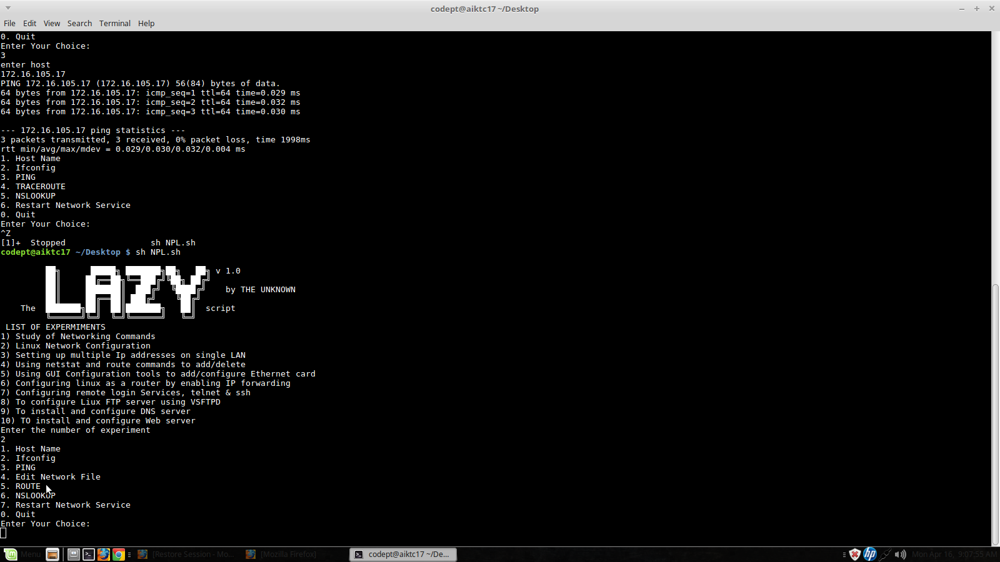 codept@aiktc17 ~/Desktop
File Edit View Search Terminal Help
0. Quit
Enter Your Choice:
3
enter host
172.16.105.17
PING 172.16.105.17 (172.16.105.17) 56(84) bytes of data.
64 bytes from 172.16.105.17: icmp_seq=1 ttl=64 time=0.029 ms
64 bytes from 172.16.105.17: icmp_seq=2 ttl=64 time=0.032 ms
64 bytes from 172.16.105.17: icmp_seq=3 ttl=64 time=0.030 ms
--- 172.16.105.17 ping statistics ---
3 packets transmitted, 3 received, 0% packet loss, time 1998ms
rtt min/avg/max/mdev = 0.029/0.030/0.032/0.004 ms
1. Host Name
2. Ifconfig
3. PING
4. TRACEROUTE
5. NSLOOKUP
6. Restart Network Service
0. Quit
Enter Your Choice:
^Z
[1]+  Stopped                 sh NPL.sh
codept@aiktc17 ~/Desktop $ sh NPL.sh
v 1.0
LAZY
by THE UNKNOWN
The script
LIST OF EXPERMIMENTS
1) Study of Networking Commands
2) Linux Network Configuration
3) Setting up multiple Ip addresses on single LAN
4) Using netstat and route commands to add/delete
5) Using GUI Configuration tools to add/configure Ethernet card
6) Configuring linux as a router by enabling IP forwarding
7) Configuring remote login Services, telnet & ssh
8) To configure Liux FTP server using VSFTPD
9) To install and configure DNS server
10) TO install and configure Web server
Enter the number of experiment
2
1. Host Name
2. Ifconfig
3. PING
4. Edit Network File
5. ROUTE
6. NSLOOKUP
7. Restart Network Service
0. Quit
Enter Your Choice:
Menu [Restore Session - Mo... [Mozilla Firefox] codept@aiktc17 ~/De... hp Mon Apr 16, 9:07:55 AM